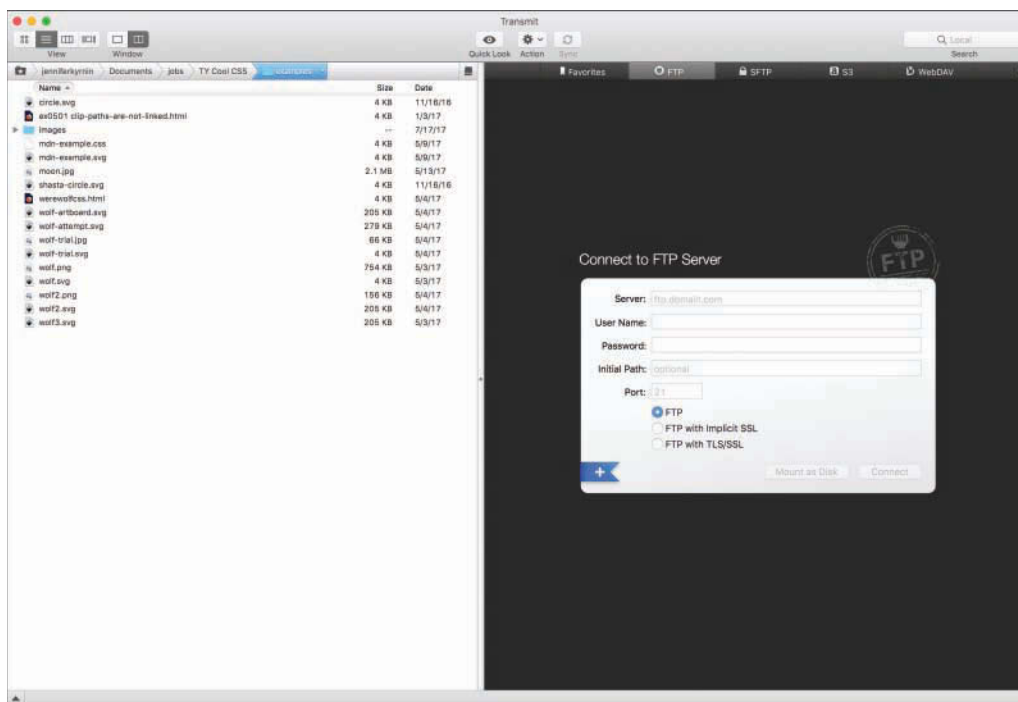 Transmit
View Window Quick Look Action Sync Search
Local
jenniferkyrnin Documents jobs TY Cool CSS examples
Favorites FTP SFTP S3 WebDAV
Name Size Date
circle.svg 4 KB 11/16/16
ex0501 clip-paths-are-not-linked.html 4 KB 1/3/17
images -- 7/17/17
mdn-example.css 4 KB 5/9/17
mdn-example.svg 4 KB 5/9/17
moon.jpg 2.1 MB 5/13/17
shasta-circle.svg 4 KB 11/16/16
werewolfcss.html 4 KB 5/4/17
wolf-artboard.svg 205 KB 5/4/17
wolf-attempt.svg 279 KB 5/4/17
wolf-trial.jpg 66 KB 5/4/17
wolf-trial.svg 4 KB 5/4/17
wolf.png 754 KB 5/3/17
wolf.svg 4 KB 5/3/17
wolf2.png 156 KB 5/4/17
wolf2.svg 205 KB 5/4/17
wolf3.svg 205 KB 5/3/17
Connect to FTP Server
FTP
Server: ftp.domain.com
User Name:
Password:
Initial Path: optional
Port: 21
FTP
FTP with Implicit SSL
FTP with TLS/SSL
Mount as Disk Connect